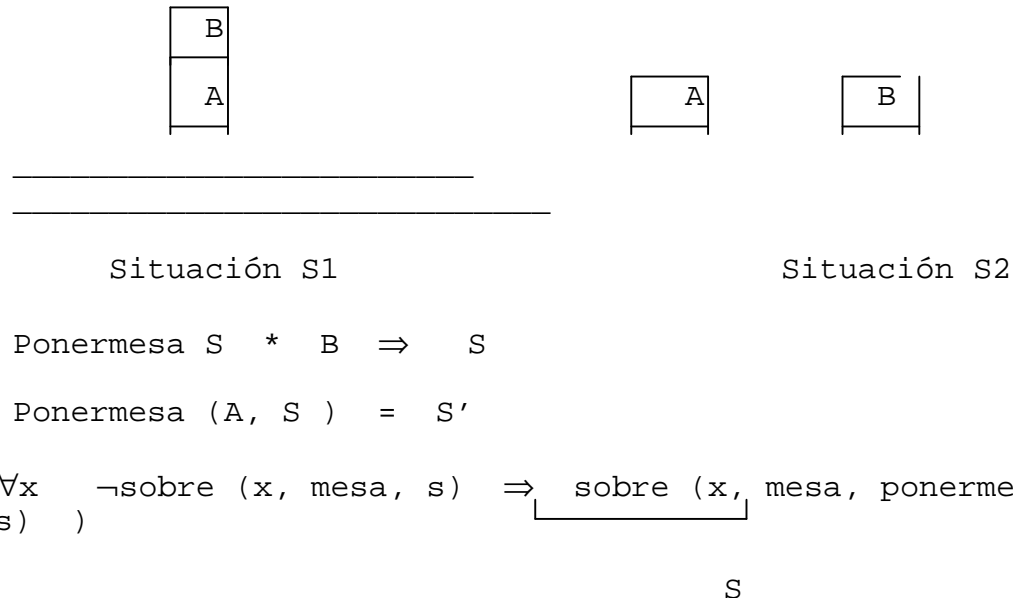 B
A
A B
Situación S1 Situación S2
Ponermesa S * B ⇒ S
Ponermesa (A, S ) = S’
∀x ¬sobre (x, mesa, s) ⇒ sobre (x, mesa, ponerme
s) )
S